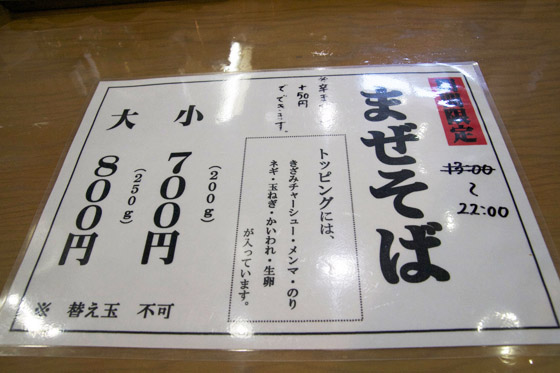 限定
13:00
〜
22:00
まぜそば
※辛ま
+50円
でできます。
トッピングには、
きざみチャーシュー・メンマ・のり
ネギ・玉ねぎ・かいわれ・生卵
が入っています。
小 (200g) 700円
大 (250g) 800円
※ 替え玉 不可